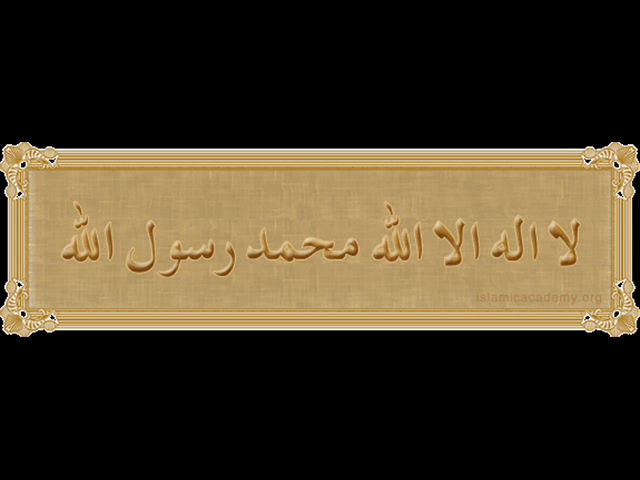 لا اله الا الله محمد رسول الله
islamicacademy.org